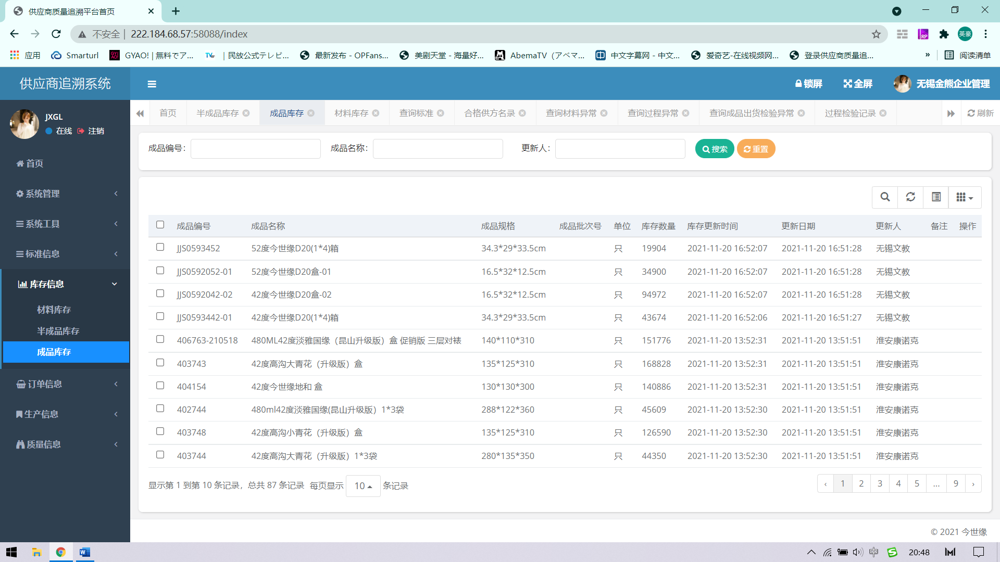 供应商质量追溯平台首页
不安全 | 222.184.68.57:58088/index
英豪
应用 Smarturl GYAO! | 無料でア... | 民放公式テレビ... 最新发布 - OPFans... 美剧天堂 - 海量好... AbemaTV（アベマ... 中文字幕网 - 中文... 爱奇艺-在线视频网... 登录供应商质量追... » 阅读清单
供应商追溯系统
锁屏 全屏 无锡金熊企业管理
JXGL
在线 注销
首页
系统管理
系统工具
标准信息
库存信息
材料库存
半成品库存
成品库存
订单信息
生产信息
质量信息
首页 半成品库存 成品库存 材料库存 查询标准 合格供方名录 查询材料异常 查询过程异常 查询成品出货检验异常 过程检验记录 刷新
成品编号： 成品名称： 更新人： 搜索 重置
成品编号 成品名称 成品规格 成品批次号 单位 库存数量 库存更新时间 更新日期 更新人 备注 操作
JJS0593452 52度今世缘D20(1*4)箱 34.3*29*33.5cm 只 19904 2021-11-20 16:52:07 2021-11-20 16:51:28 无锡文教
JJS0592052-01 52度今世缘D20盒-01 16.5*32*12.5cm 只 34900 2021-11-20 16:52:07 2021-11-20 16:51:28 无锡文教
JJS0592042-02 42度今世缘D20盒-02 16.5*32*12.5cm 只 94972 2021-11-20 16:52:07 2021-11-20 16:51:28 无锡文教
JJS0593442-01 42度今世缘D20(1*4)箱 34.3*29*33.5cm 只 43674 2021-11-20 16:52:06 2021-11-20 16:51:27 无锡文教
406763-210518 480ML42度淡雅国缘（昆山升级版）盒 促销版 三层对裱 140*110*310 只 151776 2021-11-20 13:52:31 2021-11-20 13:51:51 淮安康诺克
403743 42度高沟大青花（升级版）盒 135*125*310 只 168828 2021-11-20 13:52:31 2021-11-20 13:51:51 淮安康诺克
404154 42度今世缘地和 盒 130*130*300 只 140886 2021-11-20 13:52:31 2021-11-20 13:51:51 淮安康诺克
402744 480ml42度淡雅国缘(昆山升级版）1*3袋 288*122*360 只 45609 2021-11-20 13:52:30 2021-11-20 13:51:51 淮安康诺克
403748 42度高沟小青花（升级版）盒 135*125*310 只 126590 2021-11-20 13:52:30 2021-11-20 13:51:51 淮安康诺克
403744 42度高沟大青花（升级版）1*3袋 280*135*350 只 44350 2021-11-20 13:52:30 2021-11-20 13:51:51 淮安康诺克
显示第 1 到第 10 条记录，总共 87 条记录 每页显示 10 条记录
‹ 1 2 3 4 5 ... 9 ›
© 2021 今世缘
中 20:48